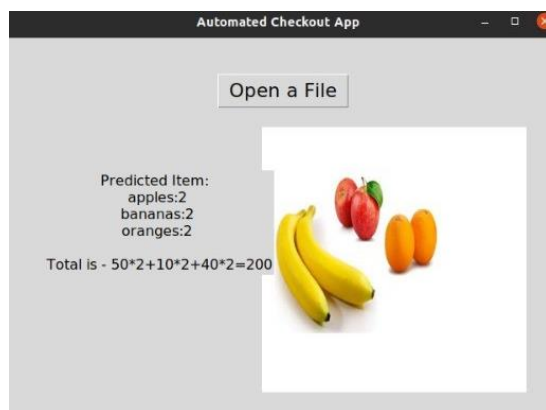 Automated Checkout App
Open a File
Predicted Item:
apples:2
bananas:2
oranges:2
Total is - 50*2+10*2+40*2=200